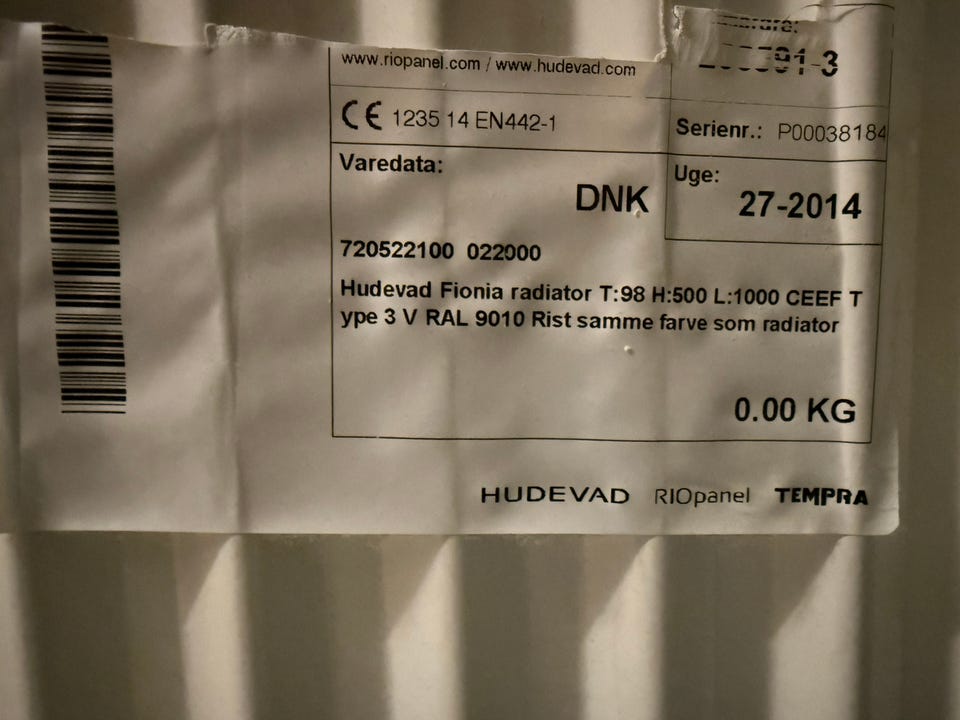 www.riopanel.com / www.hudevad.com
CE 1235 14 EN442-1
Serienr.: P00038184
Varedata:
DNK
Uge:
27-2014
720522100 022000
Hudevad Fionia radiator T:98 H:500 L:1000 CEEF T
ype 3 V RAL 9010 Rist samme farve som radiator
0.00 KG
HUDEVAD RIOpanel TEMPRA